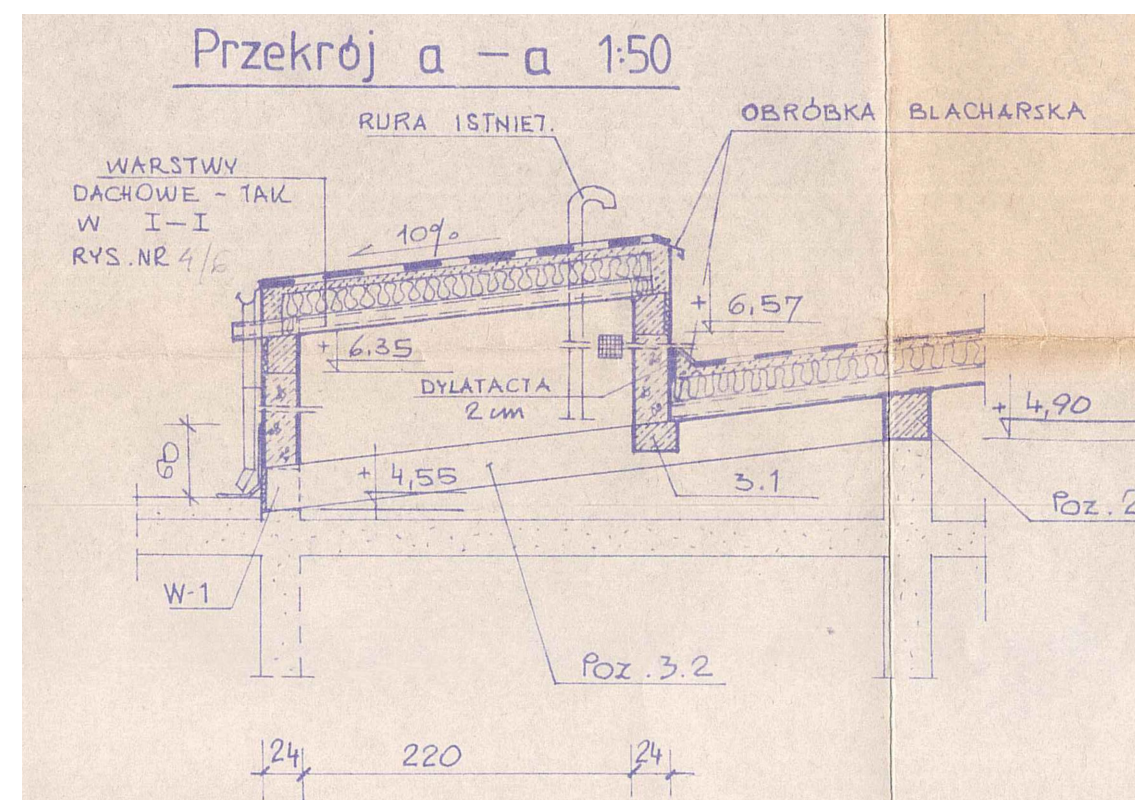 Przekrój a – a 1:50
RURA ISTNIEJ.
OBRÓBKA BLACHARSKA
WARSTWY
DACHOWE - JAK
W I-I
RYS. NR 4/6
10%
+ 6,57
+ 6,35
DYLATACJA
2 cm
+ 4,90
60
+ 4,55
3.1
Poz. 2
W-1
Poz. 3.2
24 220 24